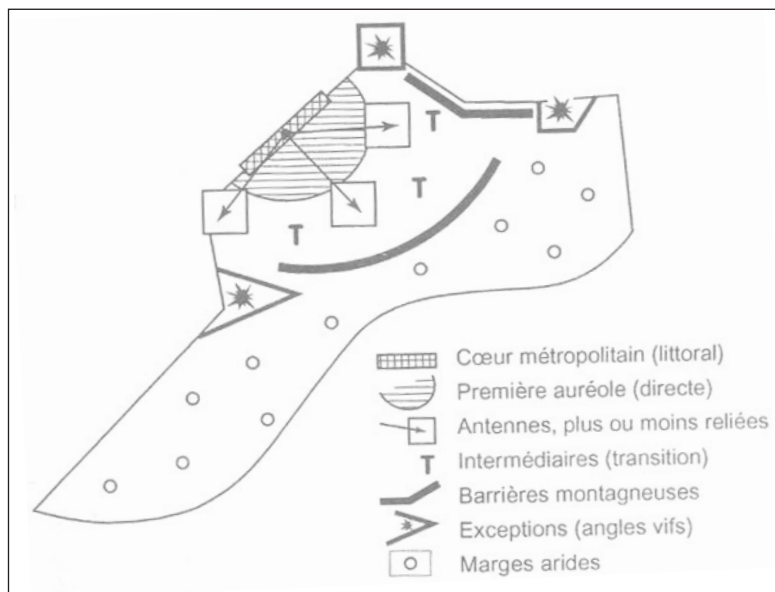 T
T
T
Cœur métropolitain (littoral)
Première auréole (directe)
Antennes, plus ou moins reliées
T Intermédiaires (transition)
Barrières montagneuses
Exceptions (angles vifs)
Marges arides